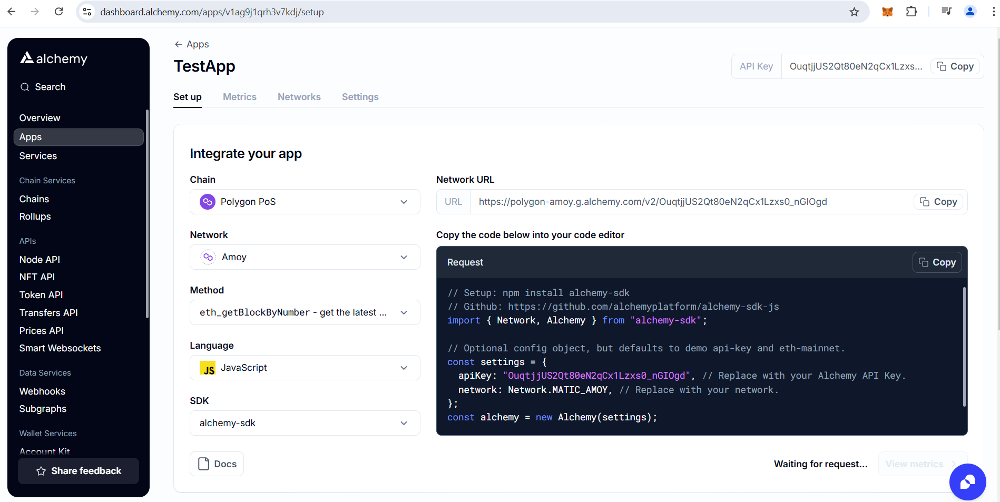 dashboard.alchemy.com/apps/v1ag9j1qrh3v7kdj/setup
alchemy
Search
Overview
Apps
Services
Chain Services
Chains
Rollups
APIs
Node API
NFT API
Token API
Transfers API
Prices API
Smart Websockets
Data Services
Webhooks
Subgraphs
Wallet Services
Account Kit
Share feedback
← Apps
TestApp
API Key OuqtjjUS2Qt80eN2qCx1Lzxs... Copy
Set up Metrics Networks Settings
Integrate your app
Chain
Polygon PoS
Network
Amoy
Method
eth_getBlockByNumber - get the latest ...
Language
JS JavaScript
SDK
alchemy-sdk
Docs
Network URL
URL https://polygon-amoy.g.alchemy.com/v2/OuqtjjUS2Qt80eN2qCx1Lzxs0_nGIOgd Copy
Copy the code below into your code editor
Request Copy
// Setup: npm install alchemy-sdk
// Github: https://github.com/alchemyplatform/alchemy-sdk-js
import { Network, Alchemy } from "alchemy-sdk";
// Optional config object, but defaults to demo api-key and eth-mainnet.
const settings = {
apiKey: "OuqtjjUS2Qt80eN2qCx1Lzxs0_nGIOgd", // Replace with your Alchemy API Key.
network: Network.MATIC_AMOY, // Replace with your network.
};
const alchemy = new Alchemy(settings);
Waiting for request...
View metrics